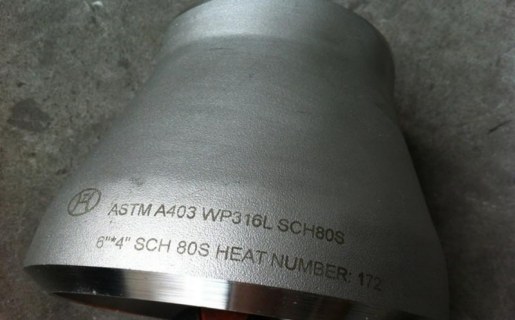 ASTM A403 WP316L SCH80S
6"*4" SCH 80S HEAT NUMBER: 172